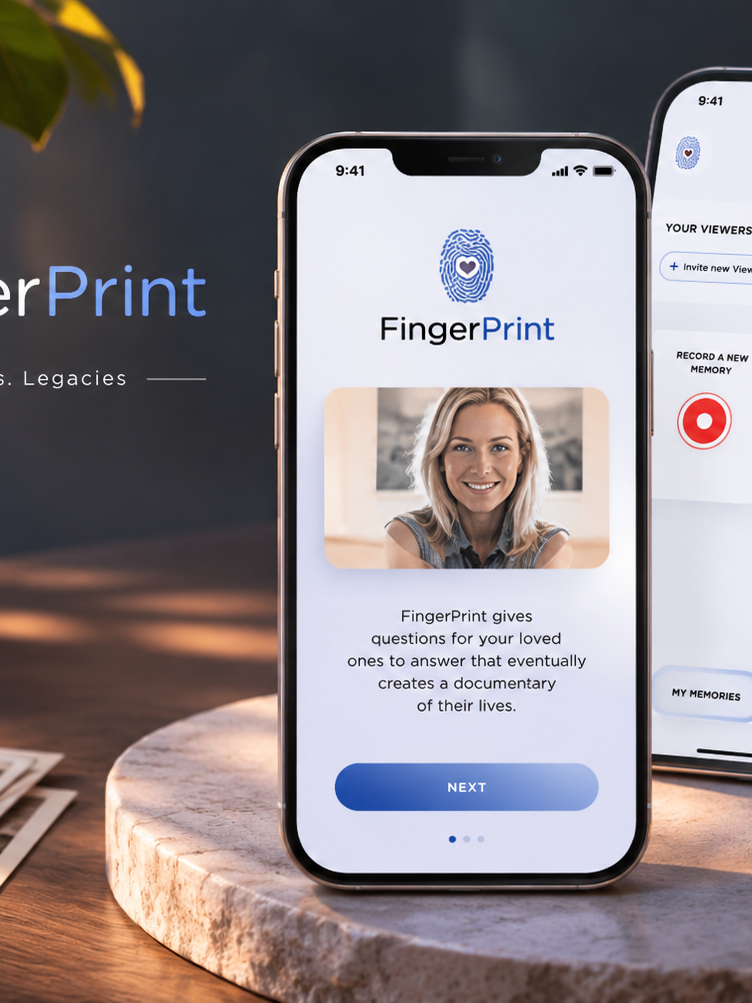 erPrint
s. Legacies
9:41
FingerPrint
FingerPrint gives
questions for your loved
ones to answer that eventually
creates a documentary
of their lives.
NEXT
9:41
YOUR VIEWERS
+ Invite new View
RECORD A NEW
MEMORY
MY MEMORIES